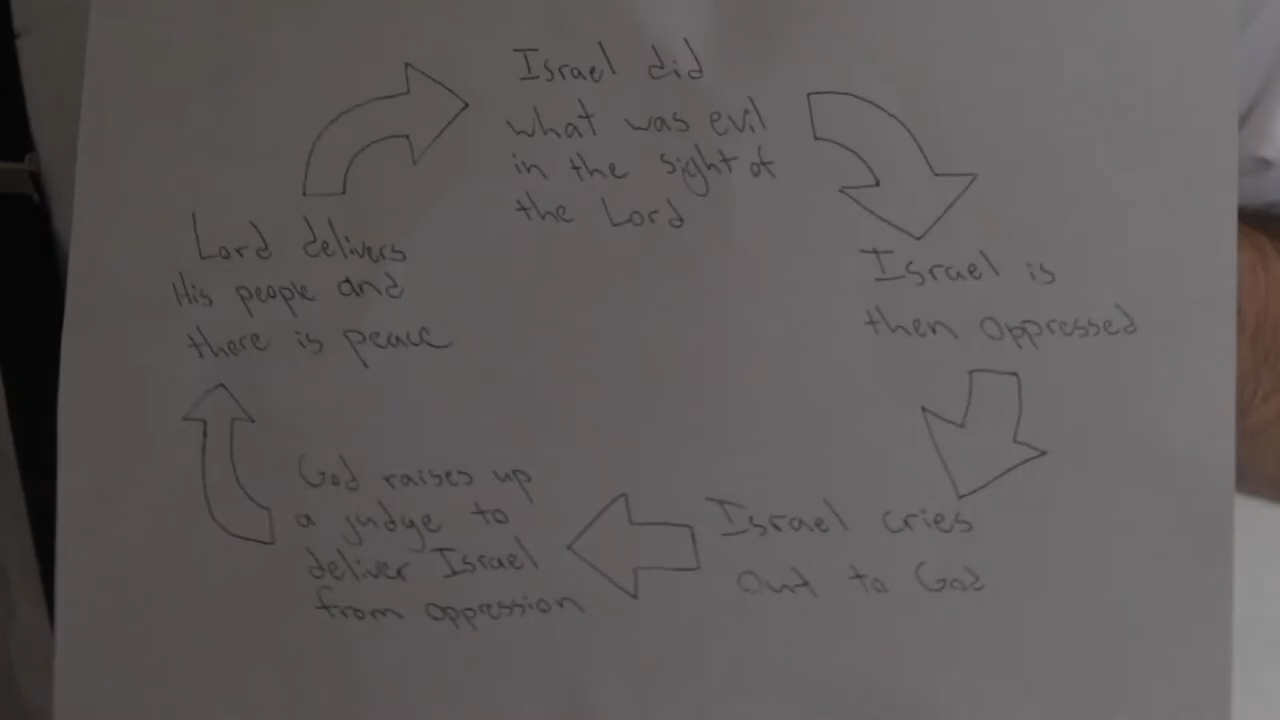 Israel did
what was evil
in the sight of
the Lord
Israel is
then oppressed
Israel cries
out to God
God raises up
a judge to
deliver Israel
from oppression
Lord delivers
His people and
there is peace